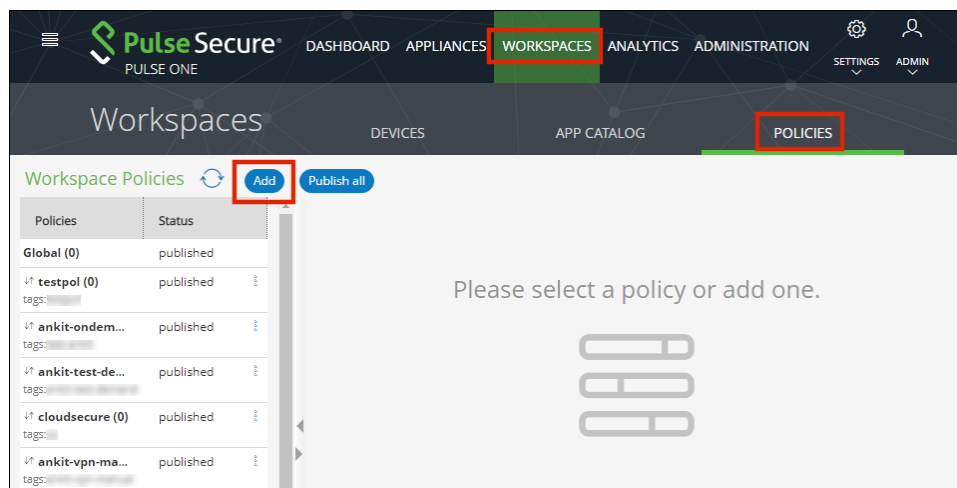 Pulse Secure®
PULSE ONE
DASHBOARD APPLIANCES WORKSPACES ANALYTICS ADMINISTRATION
SETTINGS ADMIN
Workspaces DEVICES APP CATALOG POLICIES
Workspace Policies Add Publish all
Policies Status
Global (0) published
testpol (0) published
tags:
ankit-ondem... published
tags:
ankit-test-de... published
tags:
cloudsecure (0) published
tags:
ankit-vpn-ma... published
tags:
Please select a policy or add one.